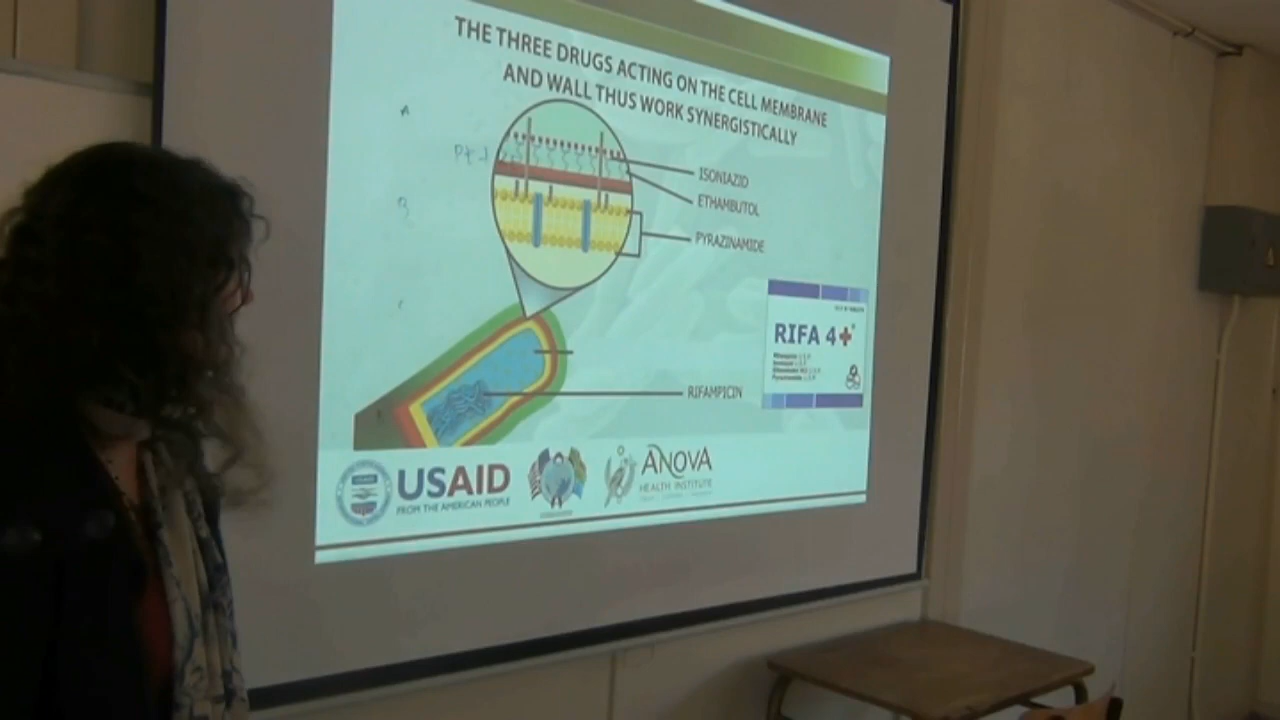 THE THREE DRUGS ACTING ON THE CELL MEMBRANE
AND WALL THUS WORK SYNERGISTICALLY
ISONIAZID
ETHAMBUTOL
PYRAZINAMIDE
RIFA 4+
RIFAMPICIN
USAID
FROM THE AMERICAN PEOPLE
ANOVA
HEALTH INSTITUTE